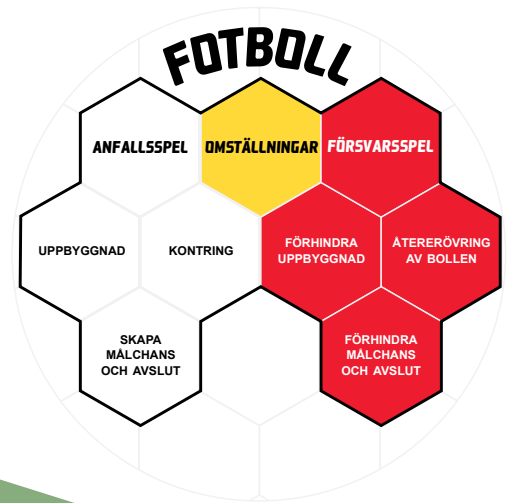 FOTBOLL
ANFALLSSPEL
OMSTÄLLNINGAR
FÖRSVARSSPEL
UPPBYGGNAD
KONTRING
FÖRHINDRA
UPPBYGGNAD
ÅTERERÖVRING
AV BOLLEN
SKAPA
MÅLCHANS
OCH AVSLUT
FÖRHINDRA
MÅLCHANS
OCH AVSLUT